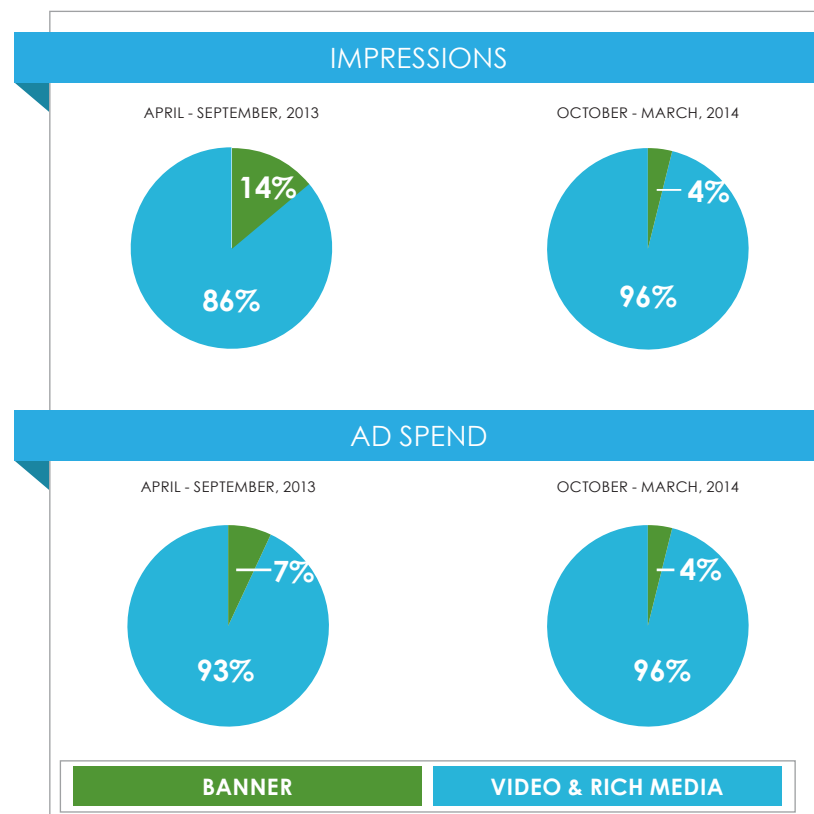 IMPRESSIONS
APRIL - SEPTEMBER, 2013
OCTOBER - MARCH, 2014
14%
86%
4%
96%
AD SPEND
APRIL - SEPTEMBER, 2013
OCTOBER - MARCH, 2014
7%
93%
4%
96%
BANNER
VIDEO & RICH MEDIA